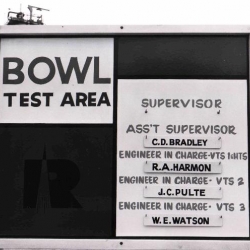 BOWL
TEST AREA
SUPERVISOR
ASS'T SUPERVISOR
C.D. BRADLEY
ENGINEER IN CHARGE-VTS 1&HTS
R.A. HARMON
ENGINEER IN CHARGE- VTS 2
J.C. PULTE
ENGINEER IN CHARGE- VTS 3
W.E. WATSON
R